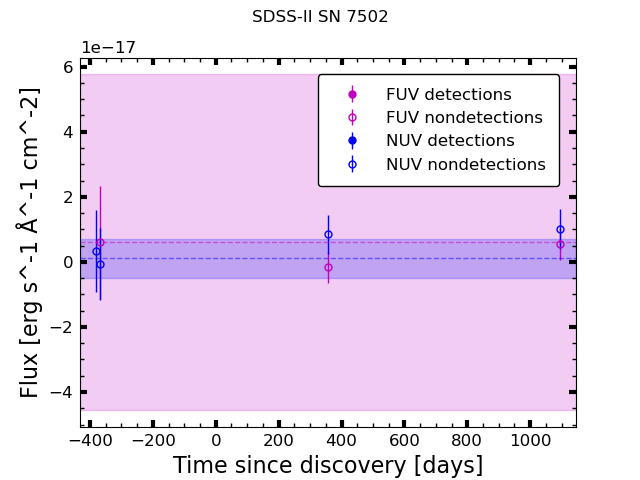 SDSS-II SN 7502
1e−17
6
4
2
0
−2
−4
Flux [erg s^-1 Å^-1 cm^-2]
FUV detections
FUV nondetections
NUV detections
NUV nondetections
−400 −200 0 200 400 600 800 1000
Time since discovery [days]